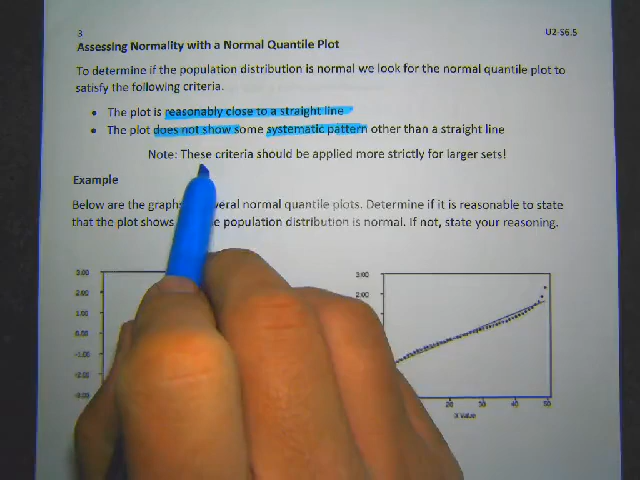 3
U2-S6.5
Assessing Normality with a Normal Quantile Plot
To determine if the population distribution is normal we look for the normal quantile plot to
satisfy the following criteria.
• The plot is reasonably close to a straight line
• The plot does not show some systematic pattern other than a straight line
Note: These criteria should be applied more strictly for larger sets!
Example
Below are the graphs veral normal quantile plots. Determine if it is reasonable to state
that the plot shows population distribution is normal. If not, state your reasoning.
3.00
2.00
1.00
0.00
-1.00
-2.00
-3.00
3.00
2.00
20 30 40 50
X Value